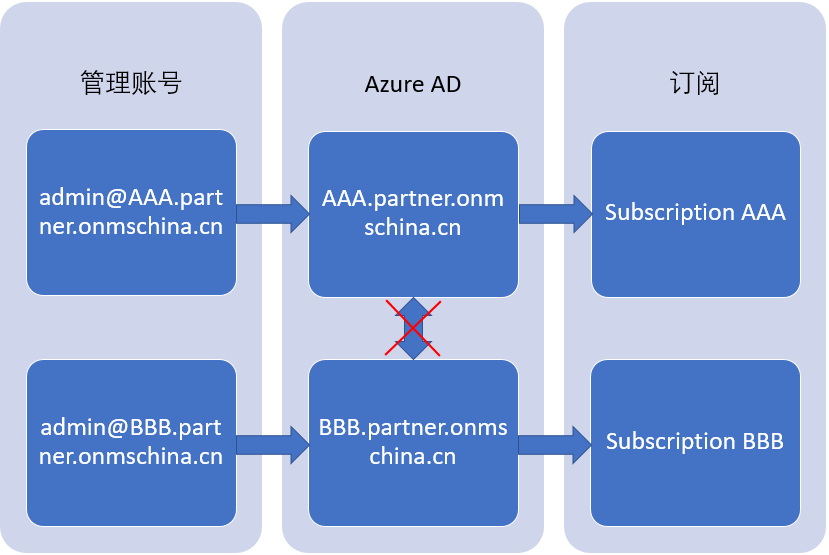 管理账号
Azure AD
订阅
admin@AAA.part
ner.onmschina.cn
AAA.partner.onm
schina.cn
Subscription AAA
admin@BBB.part
ner.onmschina.cn
BBB.partner.onms
china.cn
Subscription BBB